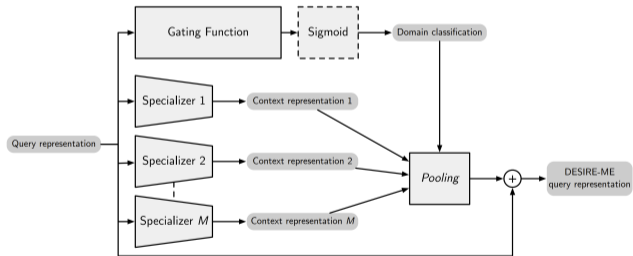 Gating Function
Sigmoid
Domain classification
Specializer 1
Context representation 1
Query representation
Specializer 2
Context representation 2
Pooling
+
DESIRE-ME
query representation
Specializer M
Context representation M